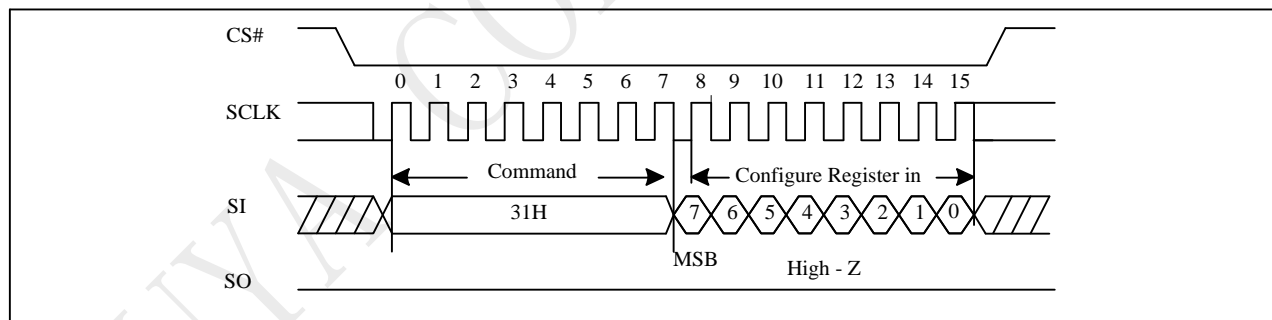 CS#
0 1 2 3 4 5 6 7 8 9 10 11 12 13 14 15
SCLK
Command Configure Register in
SI 31H 7 6 5 4 3 2 1 0
MSB High - Z
SO